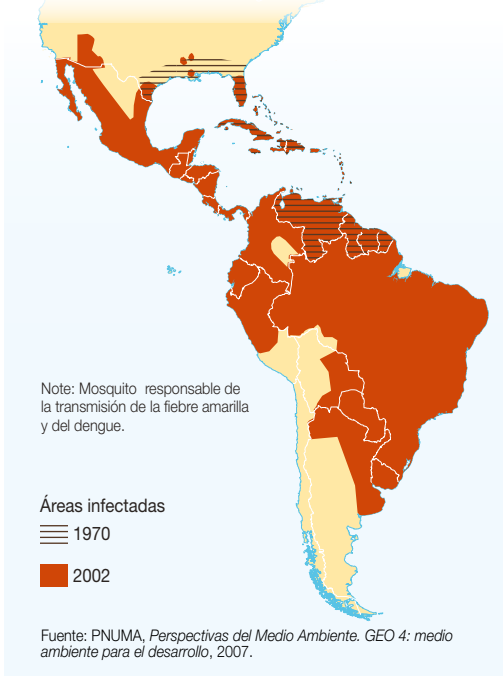 Note: Mosquito responsable de
la transmisión de la fiebre amarilla
y del dengue.
Áreas infectadas
1970
2002
Fuente: PNUMA, Perspectivas del Medio Ambiente. GEO 4: medio
ambiente para el desarrollo, 2007.